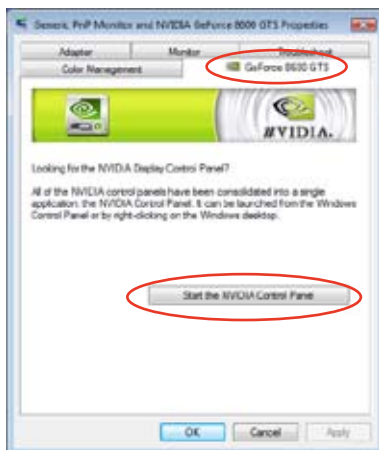 Generic PnP Monitor and NVIDIA GeForce 8600 GTS Properties
Adapter Monitor Troubleshoot
Color Management GeForce 8600 GTS
NVIDIA.
Looking for the NVIDIA Display Control Panel?
All of the NVIDIA control panels have been consolidated into a single
application: the NVIDIA Control Panel. It can be launched from the Windows
Control Panel or by right-clicking on the Windows desktop.
Start the NVIDIA Control Panel
OK Cancel Apply